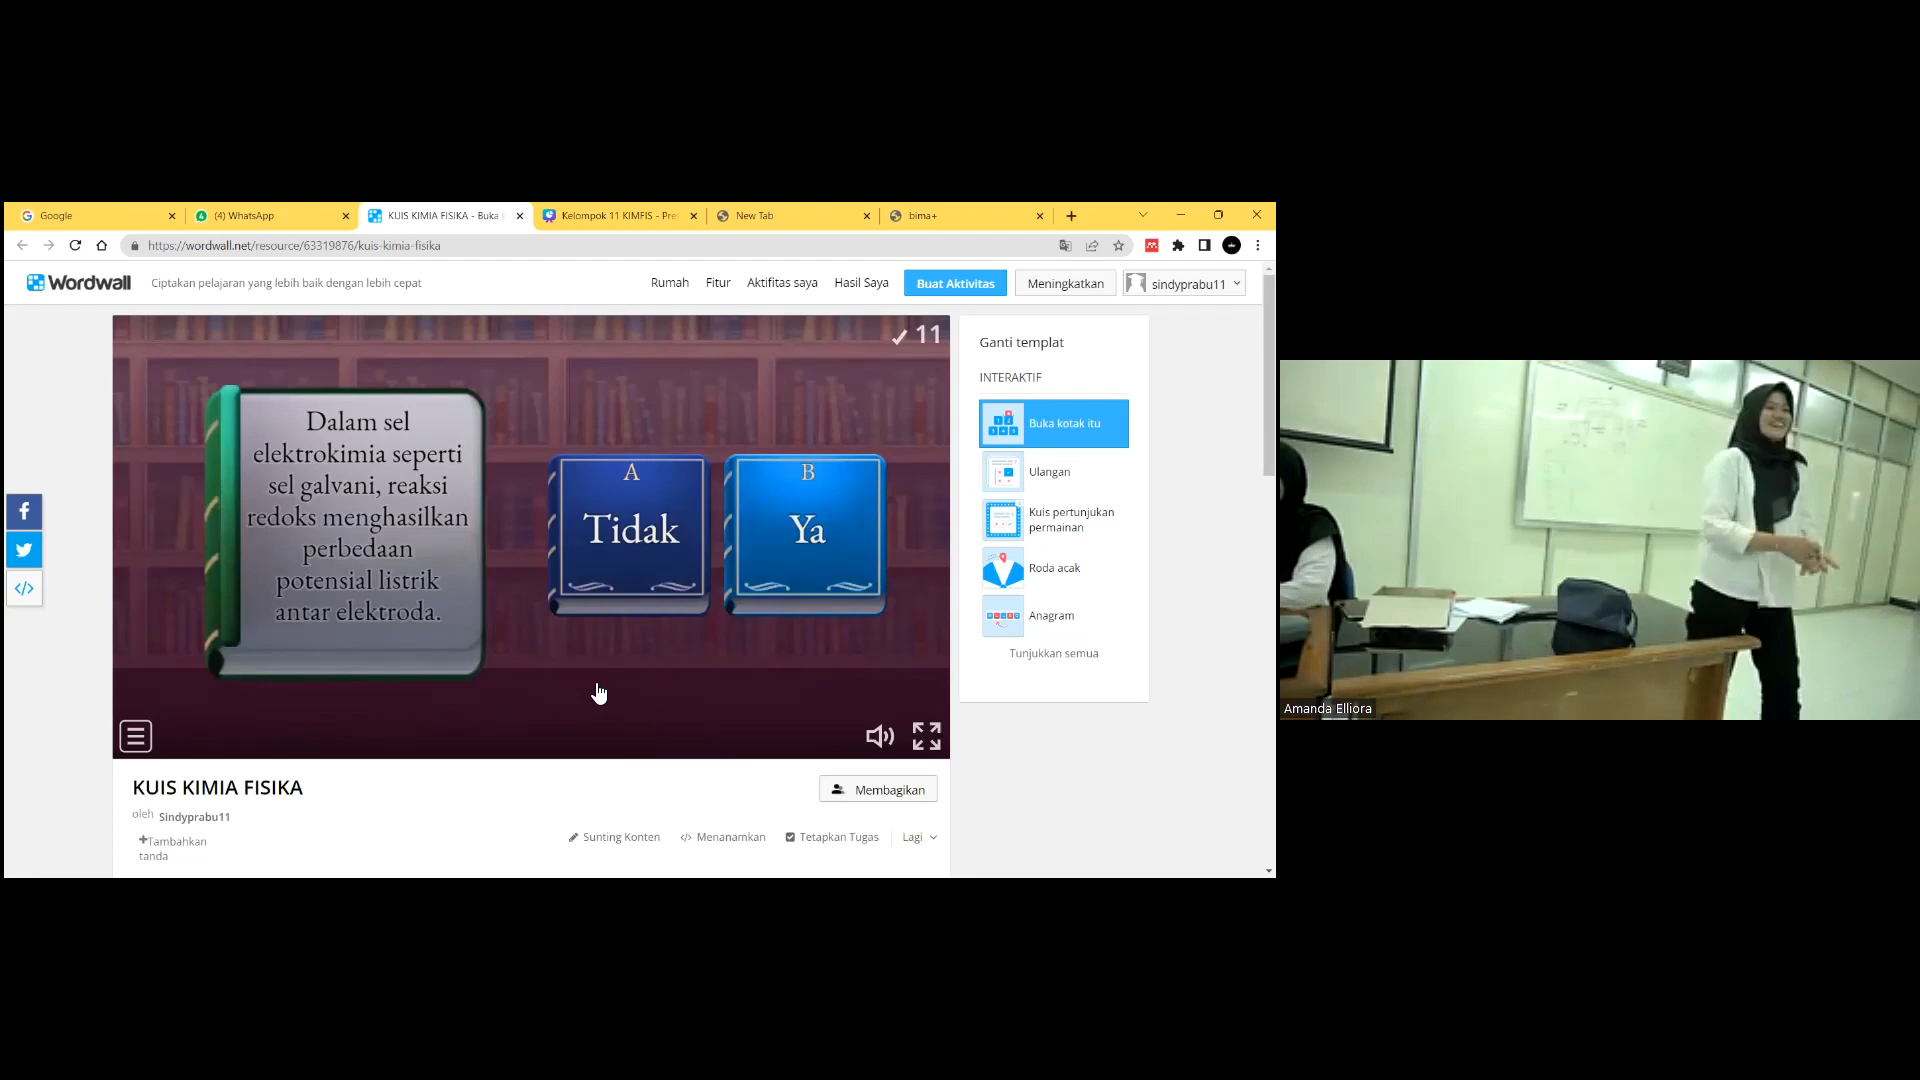 Google
(4) WhatsApp
KUIS KIMIA FISIKA - Buka
Kelompok 11 KIMFIS - Pre
New Tab
bima+
https://wordwall.net/resource/63319876/kuis-kimia-fisika
Wordwall
Ciptakan pelajaran yang lebih baik dengan lebih cepat
Rumah
Fitur
Aktifitas saya
Hasil Saya
Buat Aktivitas
Meningkatkan
sindyprabu11
11
Dalam sel
elektrokimia seperti
sel galvani, reaksi
redoks menghasilkan
perbedaan
potensial listrik
antar elektroda.
A
Tidak
B
Ya
Ganti templat
INTERAKTIF
Buka kotak itu
Ulangan
Kuis pertunjukan
permainan
Roda acak
Anagram
Tunjukkan semua
KUIS KIMIA FISIKA
Membagikan
oleh Sindyprabu11
Tambahkan
tanda
Sunting Konten
Menanamkan
Tetapkan Tugas
Lagi
Amanda Elliora